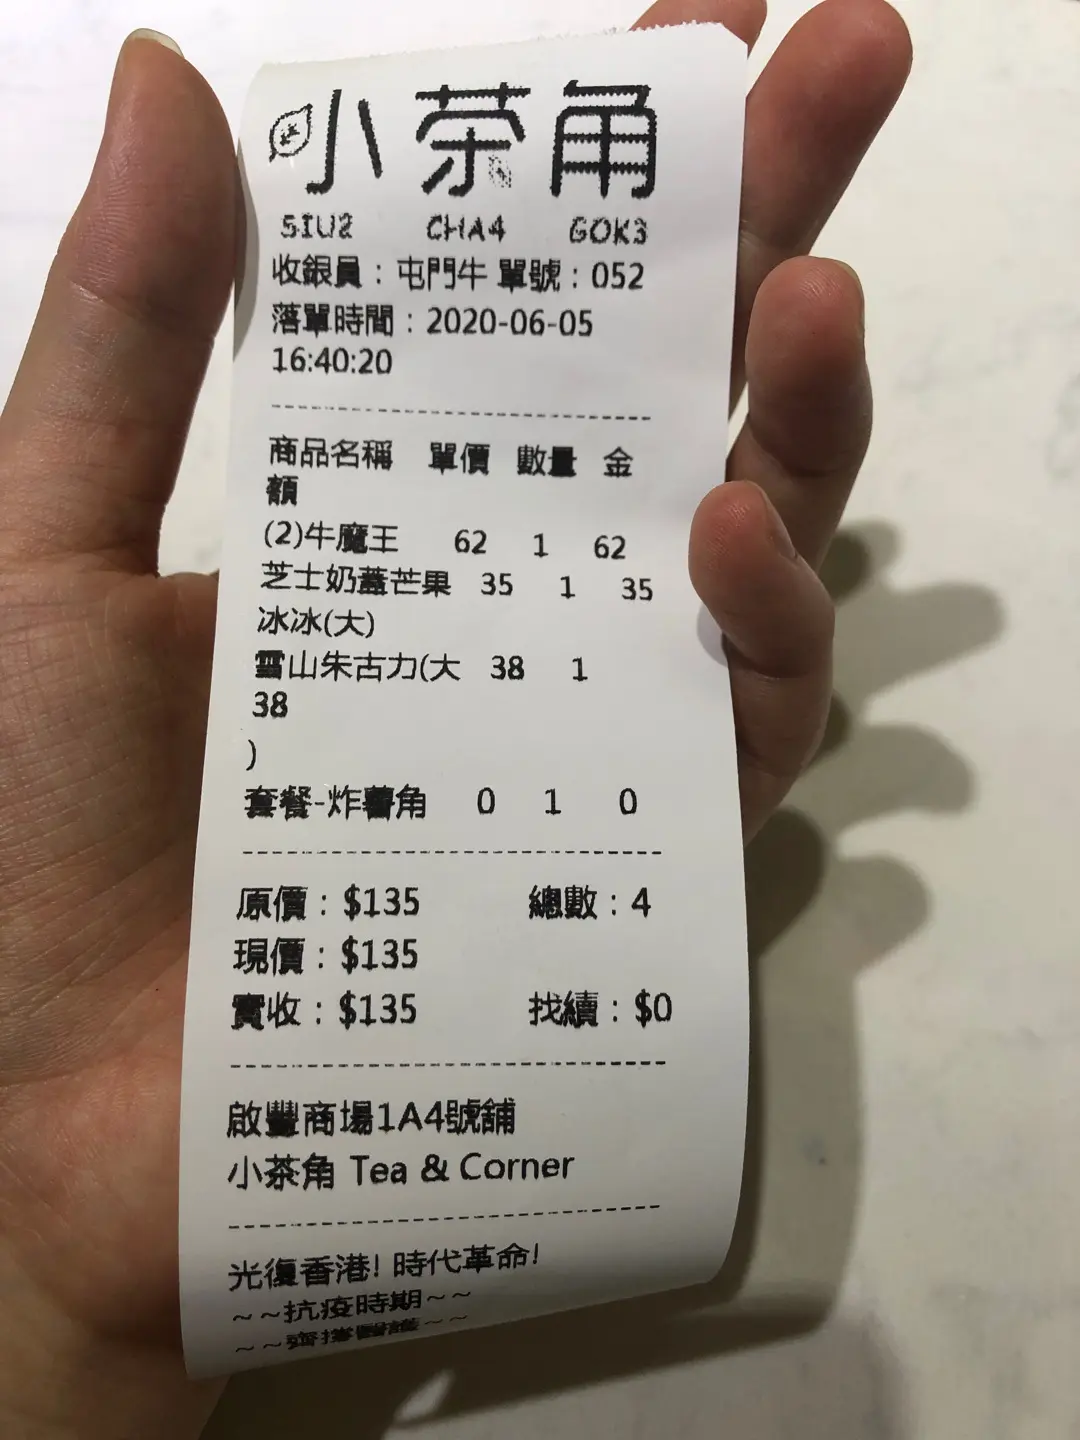 小茶角
SIU2 CHA4 GOK3
收銀員：屯門牛 單號：052
落單時間：2020-06-05
16:40:20
商品名稱 單價 數量 金
額
(2)牛魔王 62 1 62
芝士奶蓋芒果 35 1 35
冰冰(大)
雪山朱古力(大 38 1
38
)
套餐-炸薯角 0 1 0
原價：$135 總數：4
現價：$135
實收：$135 找續：$0
啟豐商場1A4號舖
小茶角 Tea & Corner
光復香港! 時代革命!
~~抗疫時期~~
~~齊撐醫護~~